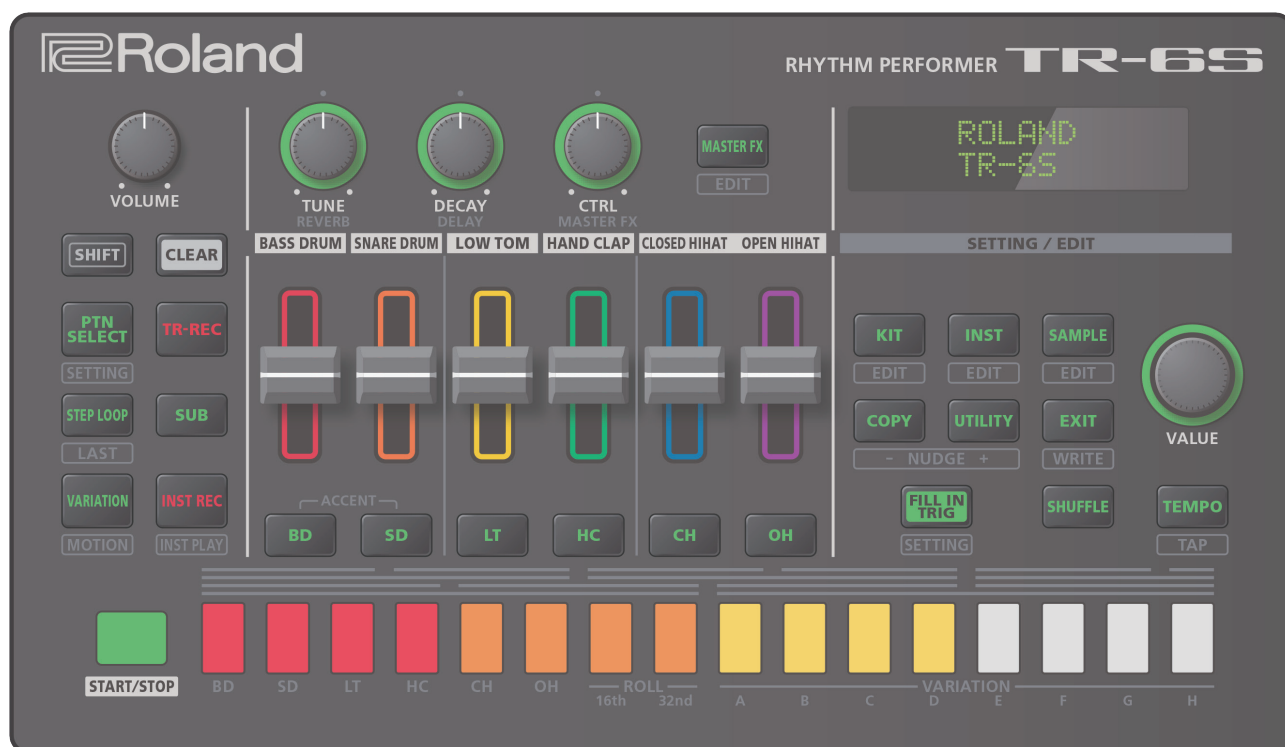 Roland
RHYTHM PERFORMER TR-6S
ROLAND
TR-6S
VOLUME
TUNE DECAY CTRL
REVERB DELAY MASTER FX
MASTER FX
EDIT
SHIFT CLEAR
PTN SELECT TR-REC
SETTING
STEP LOOP SUB
LAST
VARIATION INST REC
MOTION INST PLAY
BASS DRUM SNARE DRUM LOW TOM HAND CLAP CLOSED HIHAT OPEN HIHAT
ACCENT
BD SD LT HC CH OH
SETTING / EDIT
KIT INST SAMPLE
EDIT EDIT EDIT
COPY UTILITY EXIT
- NUDGE + WRITE
VALUE
FILL IN TRIG SHUFFLE TEMPO
SETTING TAP
START/STOP BD SD LT HC CH OH ROLL VARIATION
16th 32nd A B C D E F G H